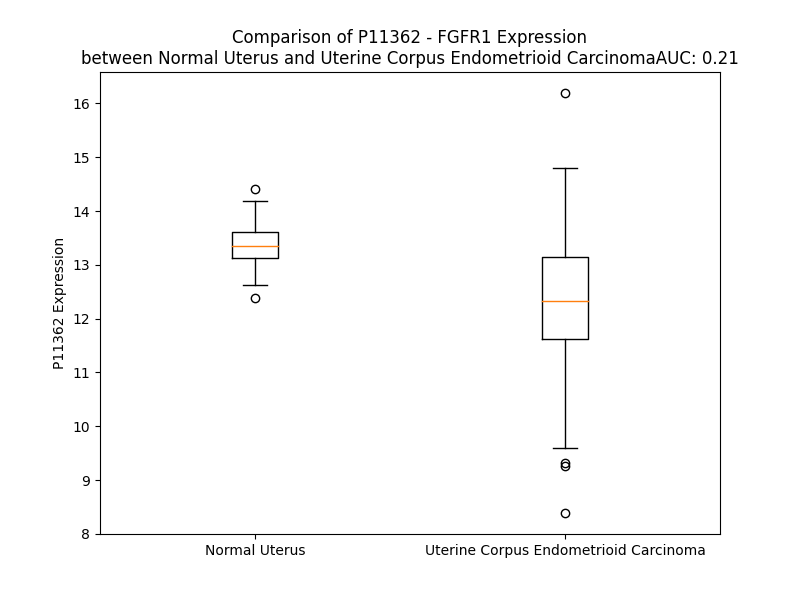 Comparison of P11362 - FGFR1 Expression
between Normal Uterus and Uterine Corpus Endometrioid CarcinomaAUC: 0.21
16
15
14
13
12
11
10
9
8
P11362 Expression
Normal Uterus
Uterine Corpus Endometrioid Carcinoma